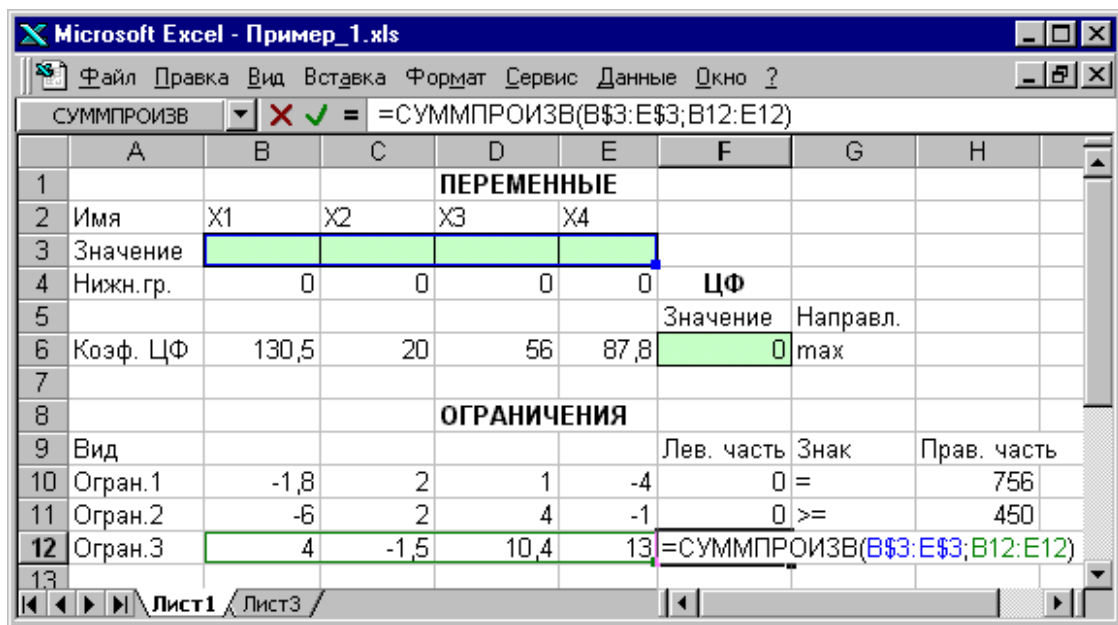 Microsoft Excel - Пример_1.xls
Файл Правка Вид Вставка Формат Сервис Данные Окно ?
СУММПРОИЗВ = =СУММПРОИЗВ(B$3:E$3;B12:E12)
A B C D E F G H
1 ПЕРЕМЕННЫЕ
2 Имя X1 X2 X3 X4
3 Значение
4 Нижн.гр. 0 0 0 0 ЦФ
5 Значение Направл.
6 Коэф. ЦФ 130,5 20 56 87,8 0 max
7
8 ОГРАНИЧЕНИЯ
9 Вид Лев. часть Знак Прав. часть
10 Огран.1 -1,8 2 1 -4 0 = 756
11 Огран.2 -6 2 4 -1 0 >= 450
12 Огран.3 4 -1,5 10,4 13 =СУММПРОИЗВ(B$3:E$3;B12:E12)
13
Лист1 Лист3